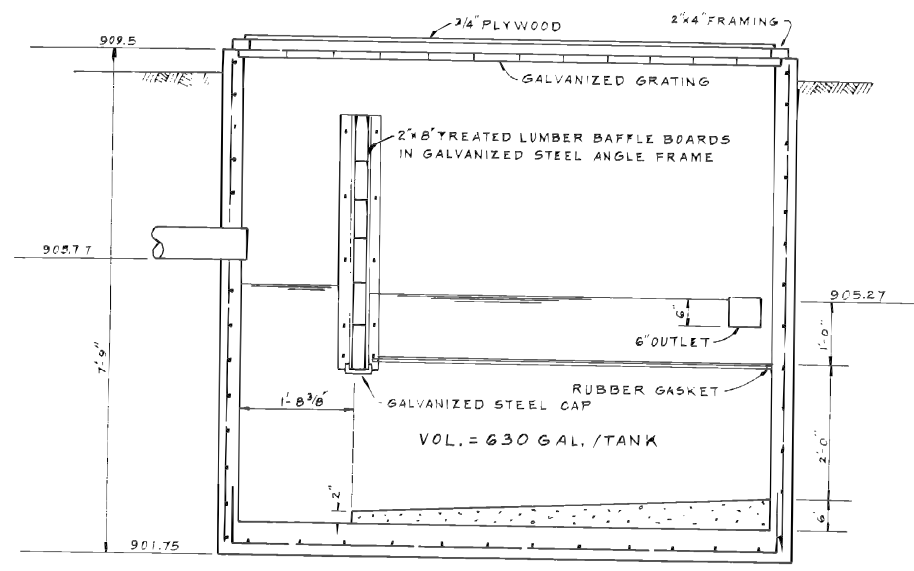 3/4" PLYWOOD
2"x4" FRAMING
909.5
GALVANIZED GRATING
2"x8" TREATED LUMBER BAFFLE BOARDS
IN GALVANIZED STEEL ANGLE FRAME
905.77
905.27
6"
6" OUTLET
1'-0"
7'-9"
RUBBER GASKET
1'-8 3/8"
GALVANIZED STEEL CAP
VOL. = 630 GAL. /TANK
2'-0"
2"
6"
901.75